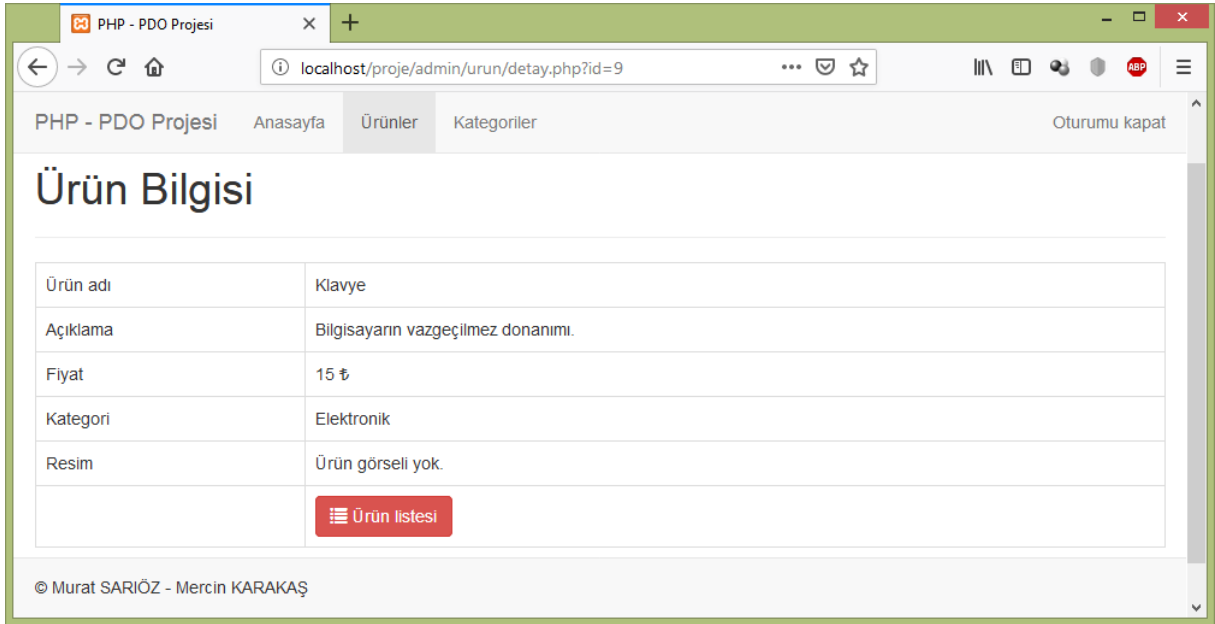 PHP - PDO Projesi
localhost/proje/admin/urun/detay.php?id=9
ABP
PHP - PDO Projesi Anasayfa Ürünler Kategoriler Oturumu kapat
Ürün Bilgisi
Ürün adı Klavye
Açıklama Bilgisayarın vazgeçilmez donanımı.
Fiyat 15 ₺
Kategori Elektronik
Resim Ürün görseli yok.
Ürün listesi
© Murat SARIÖZ - Mercin KARAKAŞ